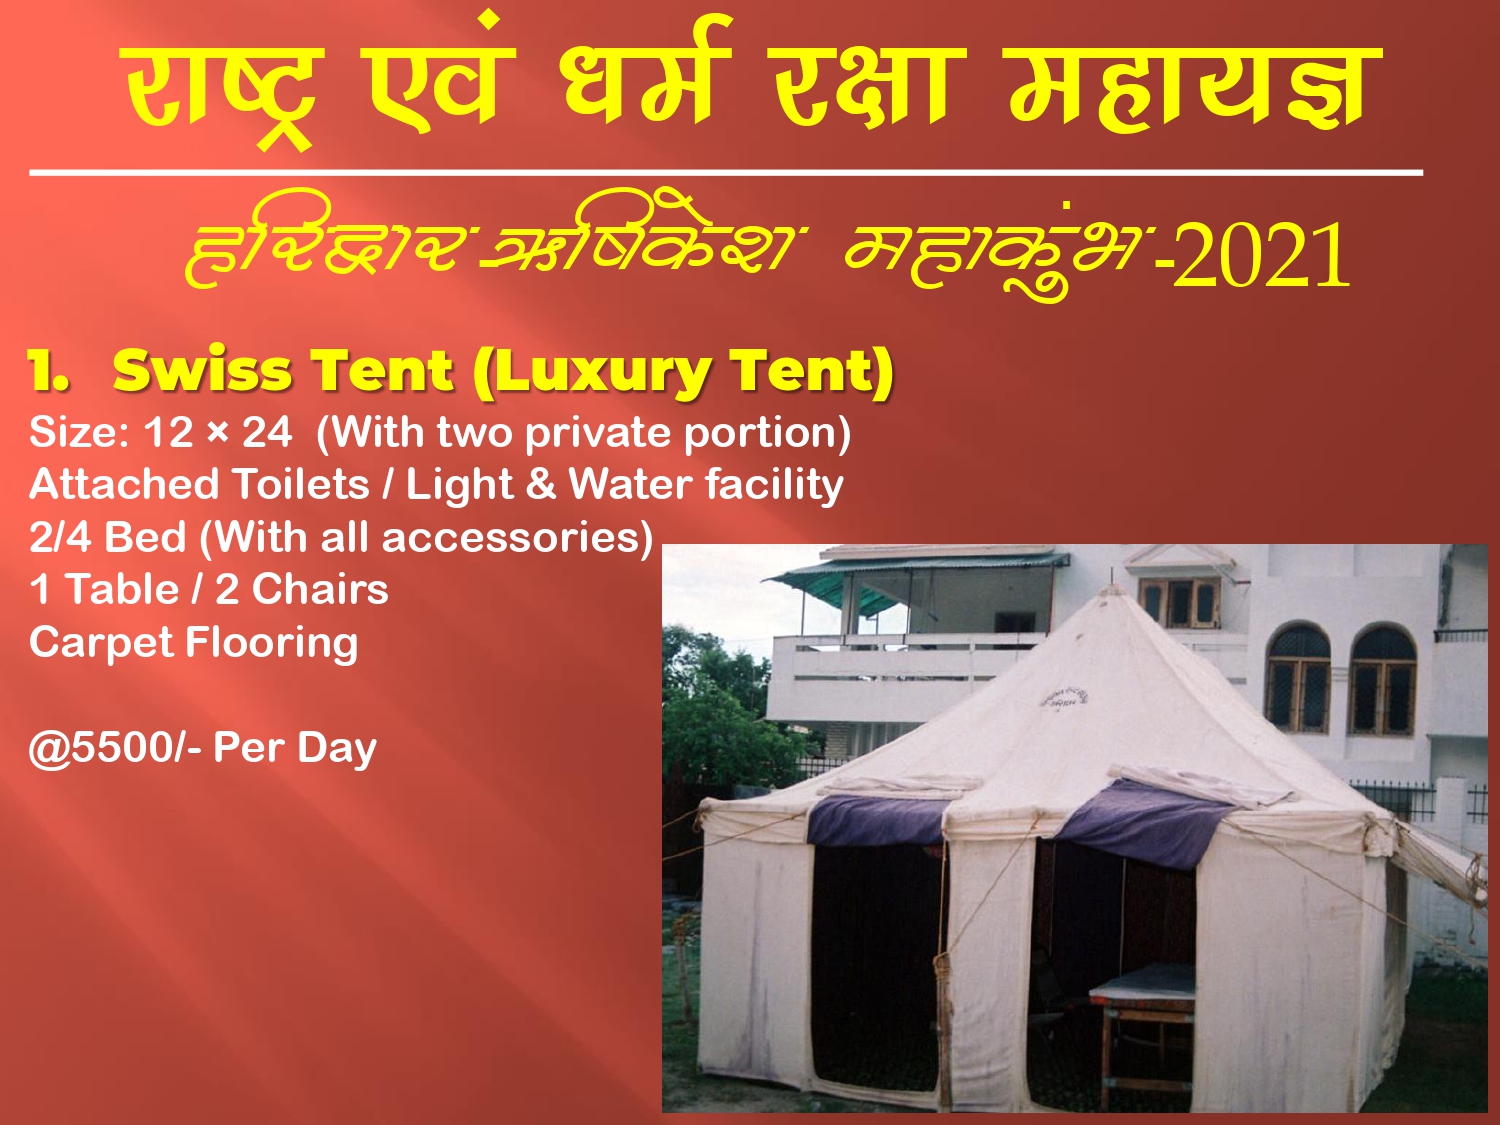 राष्ट्र एवं धर्म रक्षा महायज्ञ
हरिद्वार-ऋषिकेश महाकुंभ-2021
1. Swiss Tent (Luxury Tent)
Size: 12 × 24 (With two private portion)
Attached Toilets / Light & Water facility
2/4 Bed (With all accessories)
1 Table / 2 Chairs
Carpet Flooring
@5500/- Per Day